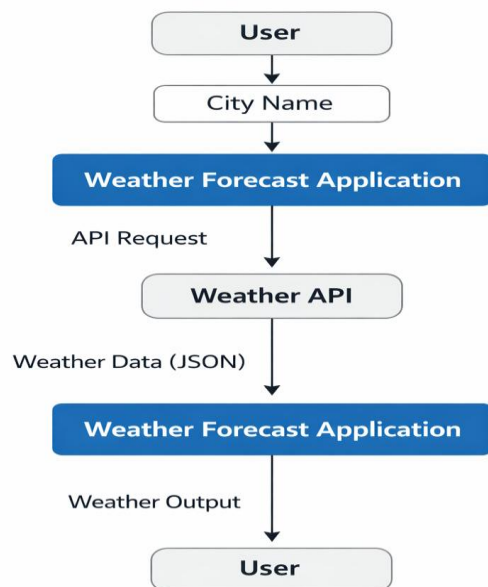 User
City Name
Weather Forecast Application
API Request
Weather API
Weather Data (JSON)
Weather Forecast Application
Weather Output
User